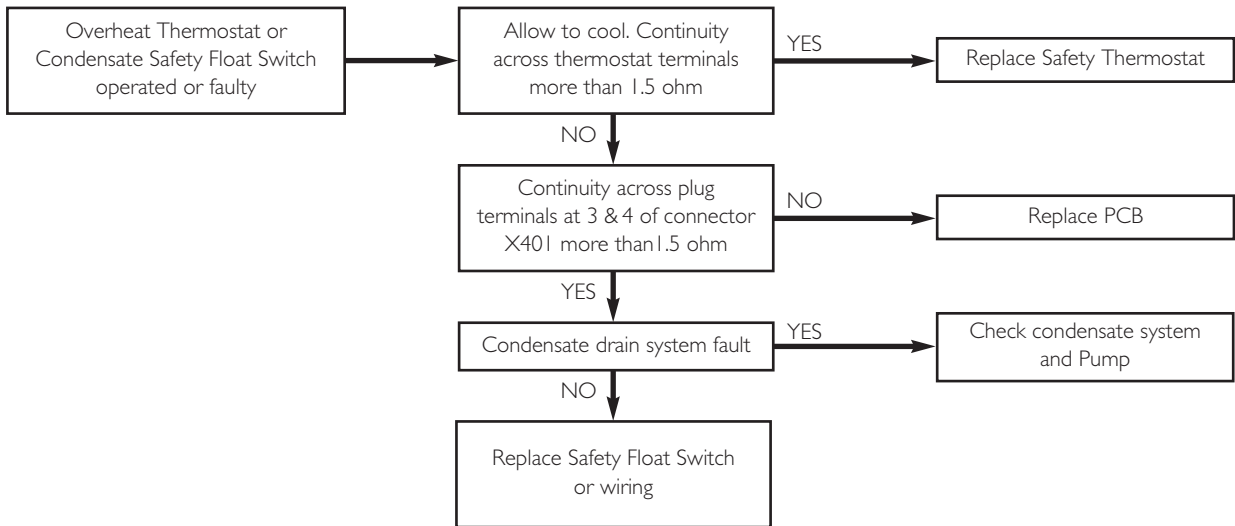 Overheat Thermostat or
Condensate Safety Float Switch
operated or faulty
Allow to cool. Continuity
across thermostat terminals
more than 1.5 ohm
YES
Replace Safety Thermostat
NO
Continuity across plug
terminals at 3 & 4 of connector
X401 more than1.5 ohm
NO
Replace PCB
YES
Condensate drain system fault
YES
Check condensate system
and Pump
NO
Replace Safety Float Switch
or wiring